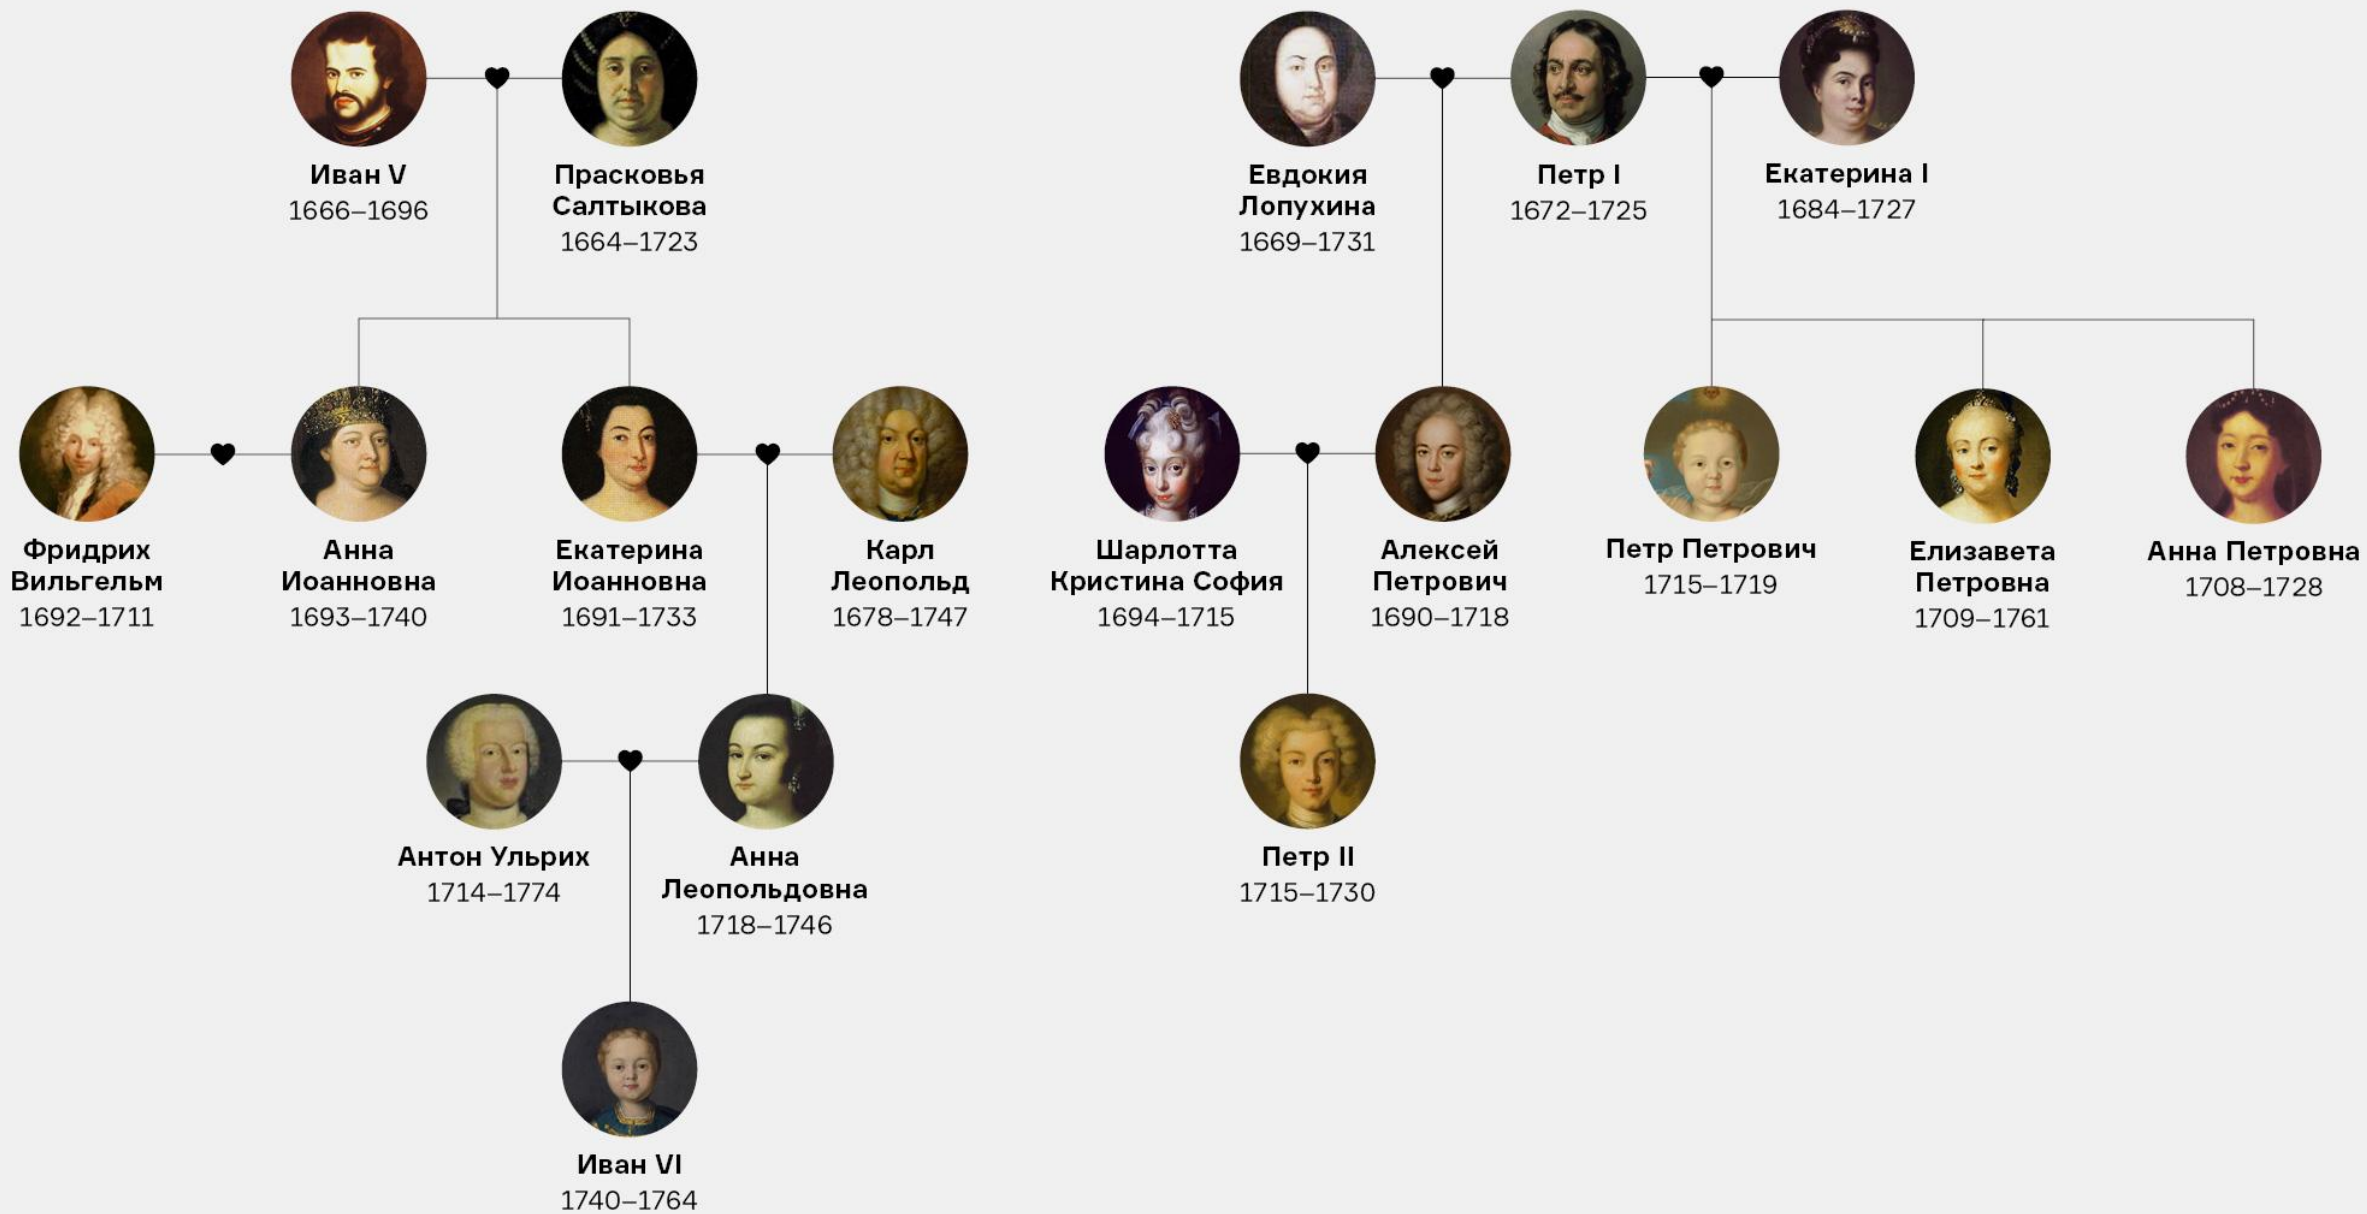 Иван V
1666–1696
Прасковья
Салтыкова
1664–1723
Евдокия
Лопухина
1669–1731
Петр I
1672–1725
Екатерина I
1684–1727
Фридрих
Вильгельм
1692–1711
Анна
Иоанновна
1693–1740
Екатерина
Иоанновна
1691–1733
Карл
Леопольд
1678–1747
Шарлотта
Кристина София
1694–1715
Алексей
Петрович
1690–1718
Петр Петрович
1715–1719
Елизавета
Петровна
1709–1761
Анна Петровна
1708–1728
Антон Ульрих
1714–1774
Анна
Леопольдовна
1718–1746
Петр II
1715–1730
Иван VI
1740–1764